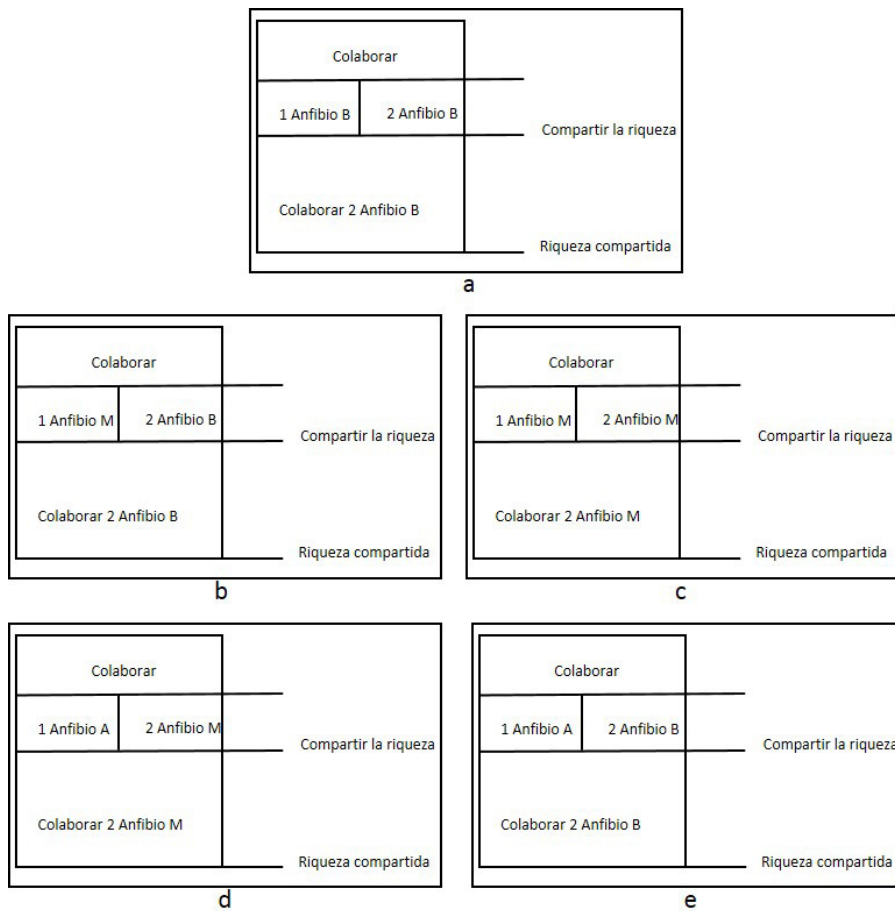 Colaborar
1 Anfibio B
2 Anfibio B
Compartir la riqueza
Colaborar 2 Anfibio B
Riqueza compartida
a
Colaborar
1 Anfibio M
2 Anfibio B
Compartir la riqueza
Colaborar 2 Anfibio B
Riqueza compartida
b
Colaborar
1 Anfibio M
2 Anfibio M
Compartir la riqueza
Colaborar 2 Anfibio M
Riqueza compartida
c
Colaborar
1 Anfibio A
2 Anfibio M
Compartir la riqueza
Colaborar 2 Anfibio M
Riqueza compartida
d
Colaborar
1 Anfibio A
2 Anfibio B
Compartir la riqueza
Colaborar 2 Anfibio B
Riqueza compartida
e